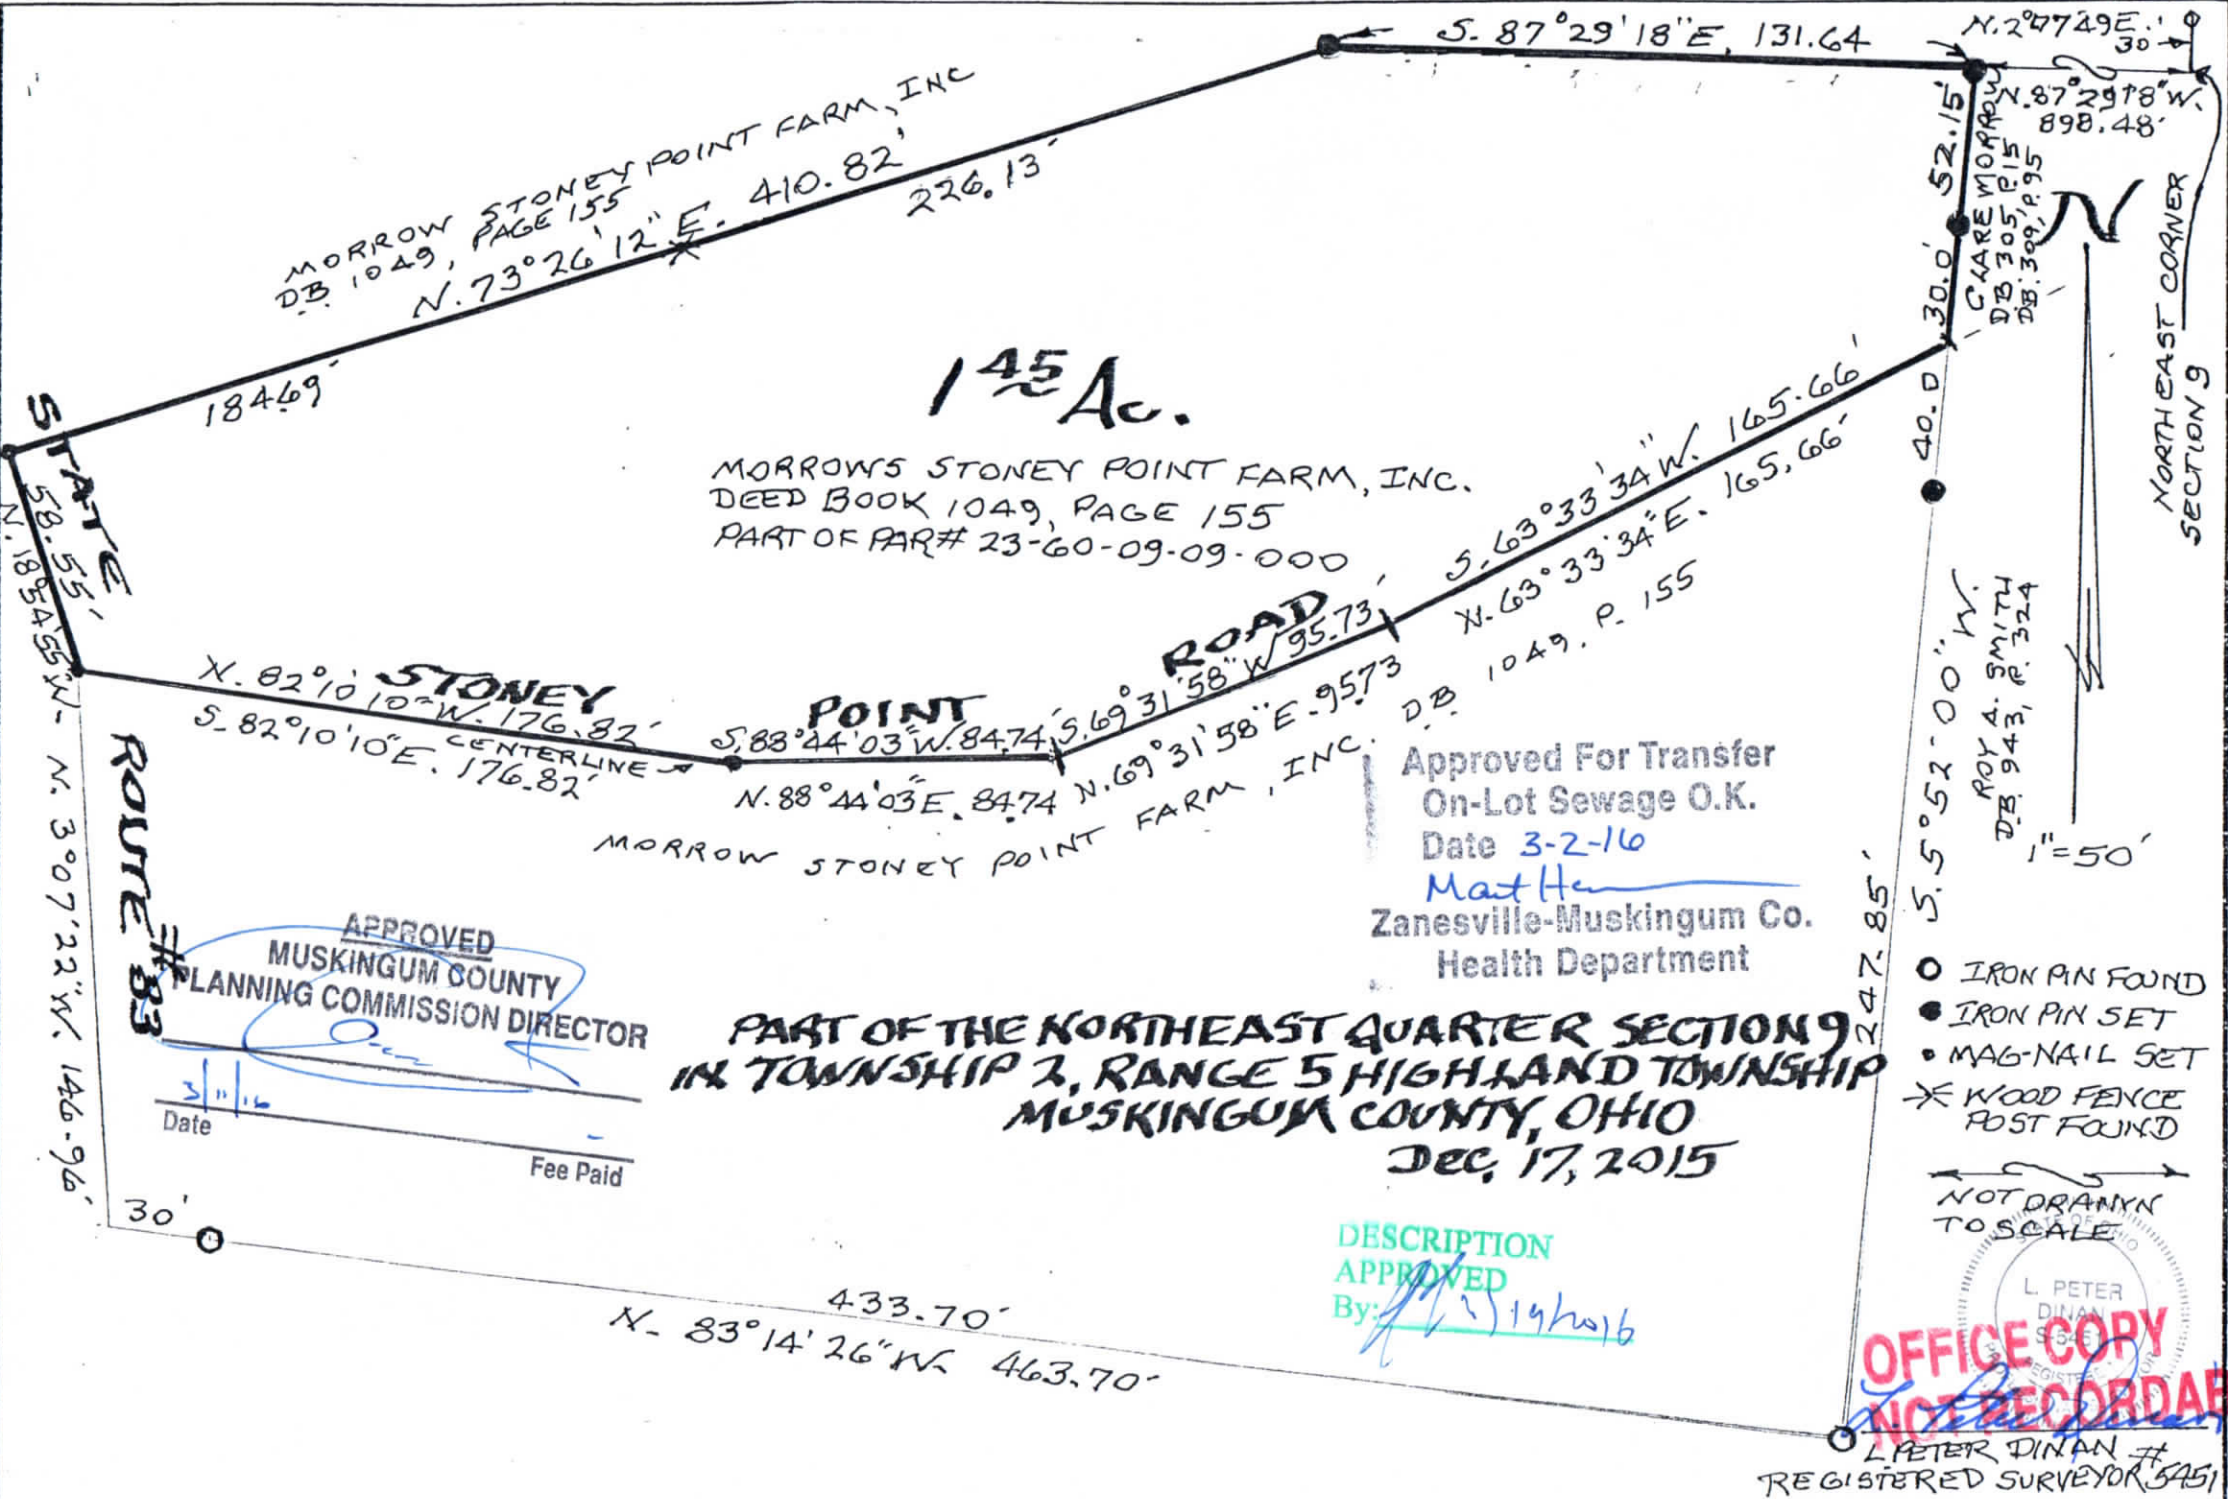 S. 87°29'18"E. 131.64
30
N. 87°29'18"W.
898.48'
52.15'
30.0'
CLARE MORROW
DB 305, P.15
D.B. 309, P.95
NORTHEAST CORNER
SECTION 9
MORROW STONEY POINT FARM, INC
DB 1049, PAGE 155
N. 73°26'12"E. 410.82'
226.13'
184.69'
1 45 Ac.
MORROWS STONEY POINT FARM, INC.
DEED BOOK 1049, PAGE 155
PART OF PAR# 23-60-09-09-000
S. 63°33'34"W. 165.66'
N. 63°33'34"E. 165.66'
40.0
STATE
58.55'
N. 18°54'55"W.
ROAD
S. 69°31'58"W 95.73'
N. 69°31'58"E. 95.73
STONEY
N. 82°10'10"W. 176.82'
S. 82°10'10"E. 176.82'
CENTERLINE
POINT
S. 88°44'03"W. 84.74'
N. 88°44'03"E. 84.74
MORROW STONEY POINT FARM, INC. DB 1049, P. 155
S. 5°52'00"W.
247.85'
ROY A. SMITH
D.B. 943, P. 324
1"=50'
ROUTE #83
N. 3°07'22"W. 146.96'
Approved For Transfer
On-Lot Sewage O.K.
Date 3-2-16
Zanesville-Muskingum Co.
Health Department
APPROVED
MUSKINGUM COUNTY
PLANNING COMMISSION DIRECTOR
3/11/16
Date
Fee Paid
PART OF THE NORTHEAST QUARTER SECTION 9
IN TOWNSHIP 2, RANGE 5 HIGHLAND TOWNSHIP
MUSKINGUM COUNTY, OHIO
DEC. 17, 2015
IRON PIN FOUND
IRON PIN SET
MAG-NAIL SET
WOOD FENCE
POST FOUND
NOT DRAWN
TO SCALE
30'
433.70'
N. 83°14'26"W. 463.70'
DESCRIPTION
APPROVED
By:
STATE OF OHIO
L. PETER
DINAN
OFFICE COPY
L PETER DINAN #
REGISTERED SURVEYOR 5451